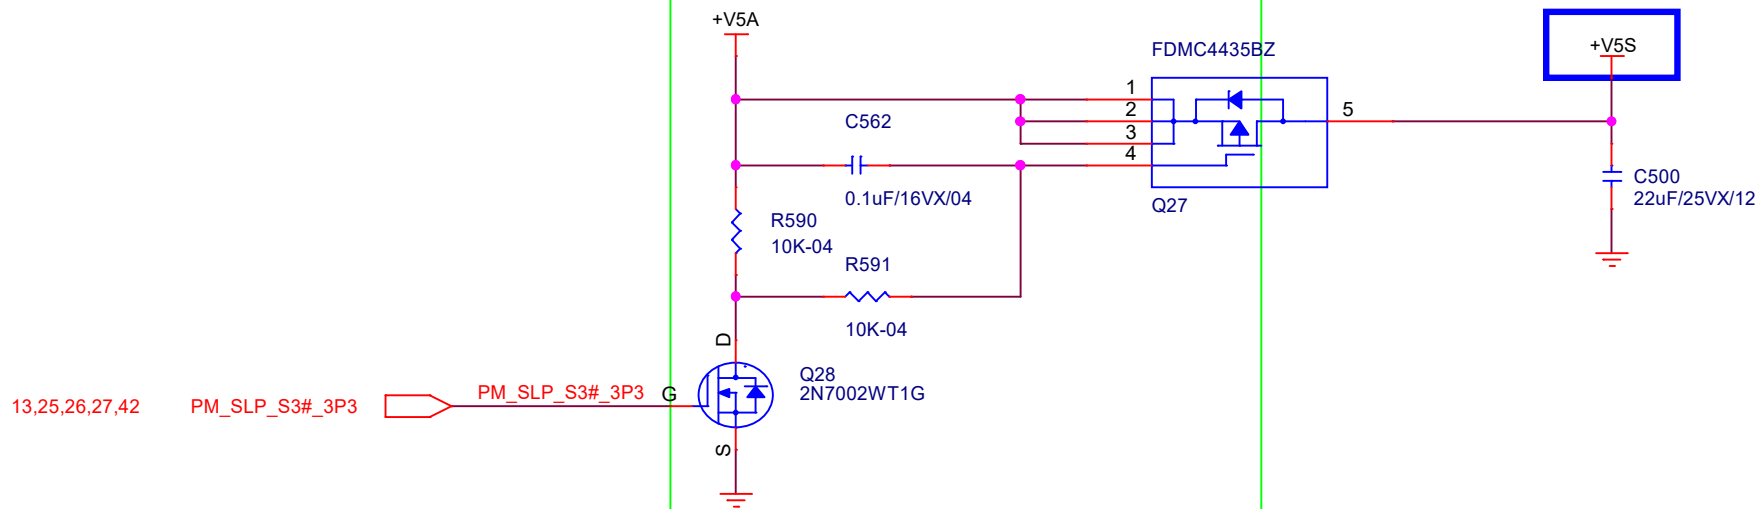 +V5A
+V5S
FDMC4435BZ
1
2
3
4
5
C562
0.1uF/16VX/04
Q27
C500
22uF/25VX/12
R590
10K-04
R591
10K-04
D
Q28
2N7002WT1G
G
S
PM_SLP_S3#_3P3
13,25,26,27,42
PM_SLP_S3#_3P3